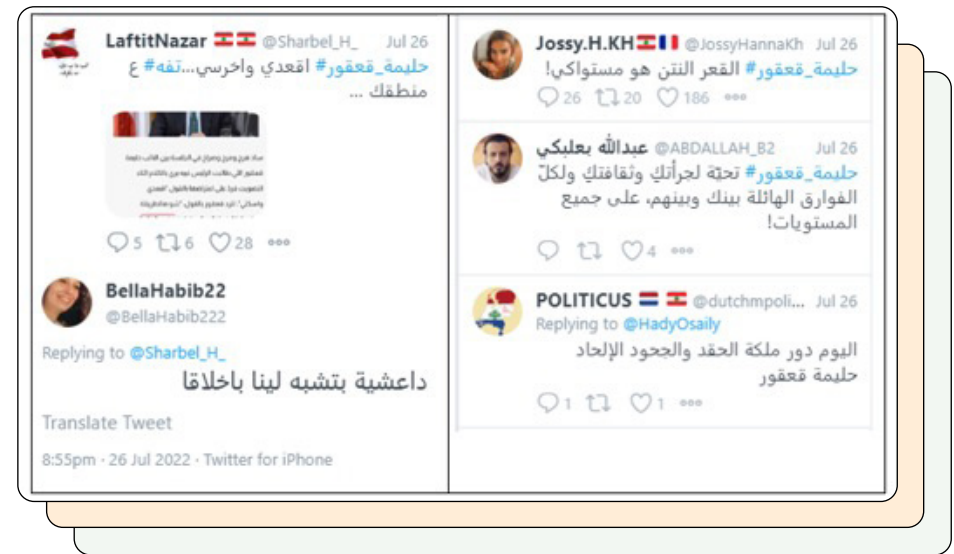 LaftitNazar 🇱🇧🇱🇧 @Sharbel_H_ Jul 26
#حليمة_قعقور اقعدي واخرسي...تفه# ع
منطقك ...
5 6 28
BellaHabib22
@BellaHabib222
Replying to @Sharbel_H_
داعشية بتشبه لينا باخلاقا
Translate Tweet
8:55pm · 26 Jul 2022 · Twitter for iPhone
Jossy.H.KH🇱🇧🇫🇷 @JossyHannaKh Jul 26
#حليمة_قعقور القعر النتن هو مستواكي!
26 20 186
عبدالله بعلبكي @ABDALLAH_B2 Jul 26
#حليمة_قعقور تحيّة لجرأتكِ وثقافتكِ ولكلّ
الفوارق الهائلة بينك وبينهم، على جميع
المستويات!
4
POLITICUS 🇳🇱 🇱🇧 @dutchmpoli... Jul 26
Replying to @HadyOsaily
اليوم دور ملكة الحقد والجحود الإلحاد
حليمة قعقور
1 1